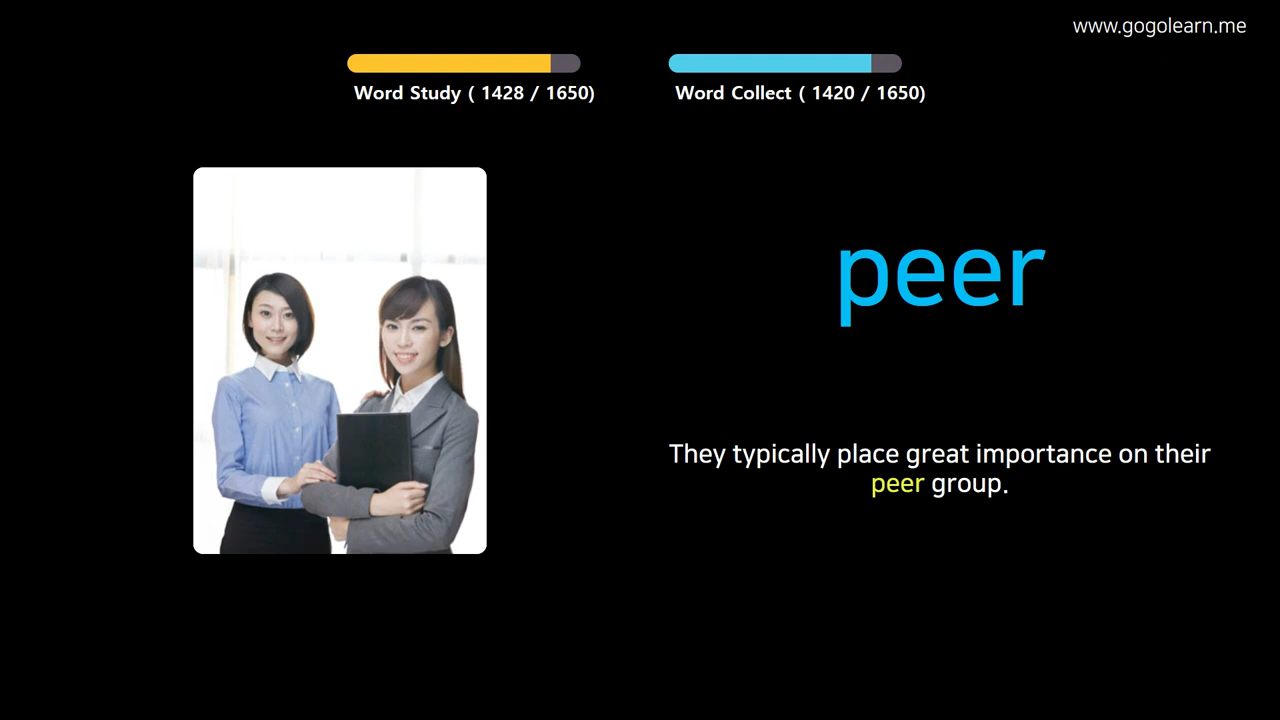 www.gogolearn.me
Word Study ( 1428 / 1650)
Word Collect ( 1420 / 1650)
peer
They typically place great importance on their
peer group.